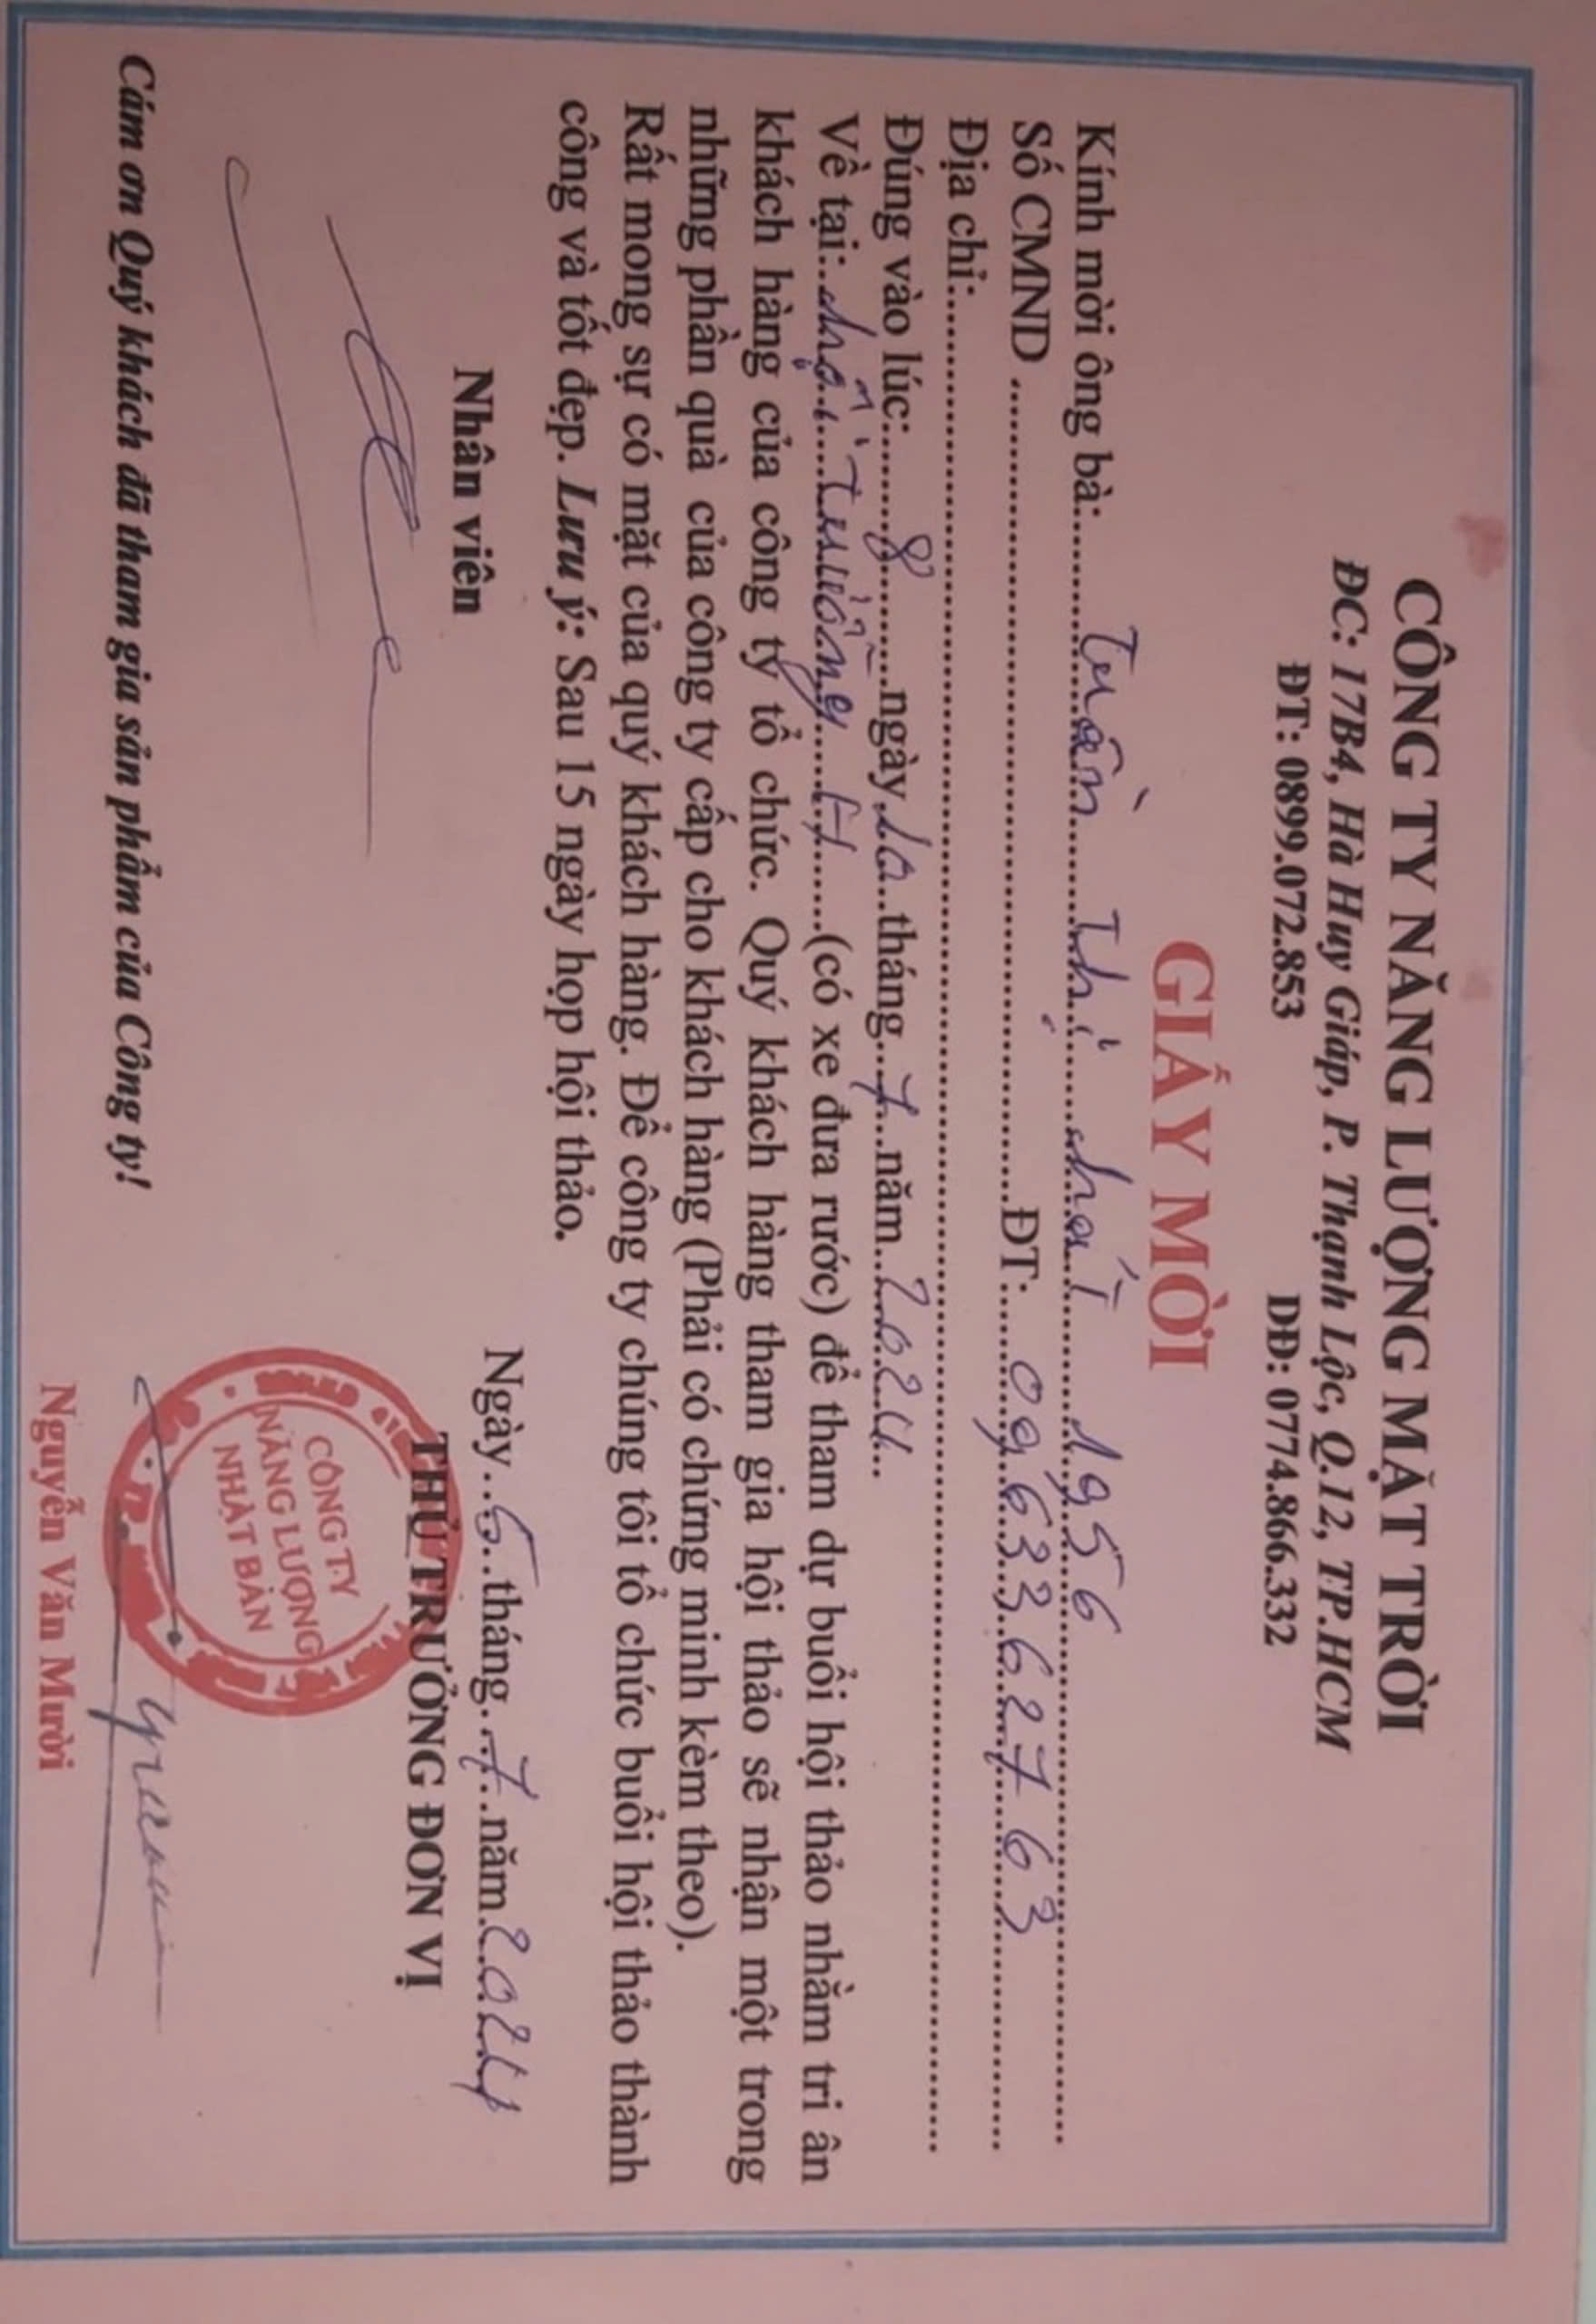 CÔNG TY NĂNG LƯỢNG MẶT TRỜI
ĐC: 17B4, Hà Huy Giáp, P. Thạnh Lộc, Q.12, TP.HCM
ĐT: 0899.072.853 DĐ: 0774.866.332
GIẤY MỜI
Kính mời ông bà: Trần Thị 1956
Số CMND ĐT: 0963362763
Địa chỉ:
Đúng vào lúc: 8 ngày 10 tháng 7 năm 2024
Về tại: (có xe đưa rước) để tham dự buổi hội thảo nhằm tri ân
khách hàng của công ty tổ chức. Quý khách hàng tham gia hội thảo sẽ nhận một trong
những phần quà của công ty cấp cho khách hàng (Phải có chứng minh kèm theo).
Rất mong sự có mặt của quý khách hàng. Để công ty chúng tôi tổ chức buổi hội thảo thành
công và tốt đẹp. Lưu ý: Sau 15 ngày họp hội thảo.
Ngày 6 tháng 7 năm 2024
Nhân viên THỦ TRƯỞNG ĐƠN VỊ
CÔNG TY
NĂNG LƯỢNG
NHẬT BẢN
Nguyễn Văn Mười
Cám ơn Quý khách đã tham gia sản phẩm của Công ty!